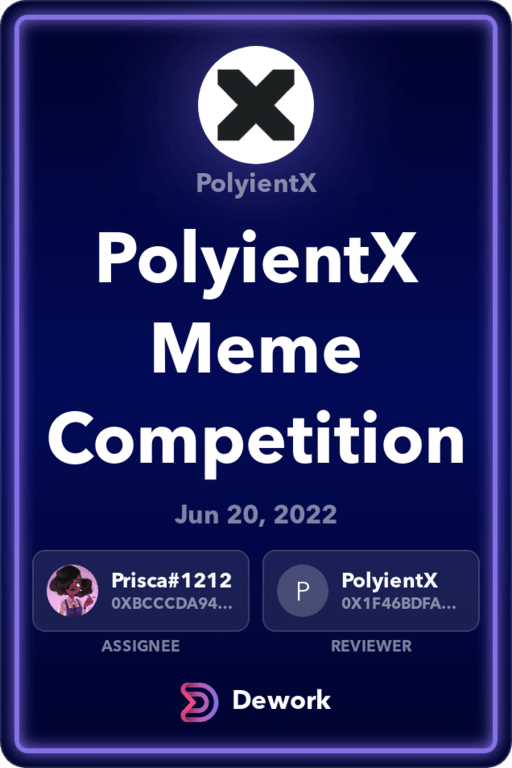 PolyientX
PolyientX
Meme
Competition
Jun 20, 2022
Prisca#1212
0XBCCCDA94...
ASSIGNEE
P
PolyientX
0X1F46BDFA...
REVIEWER
Dework